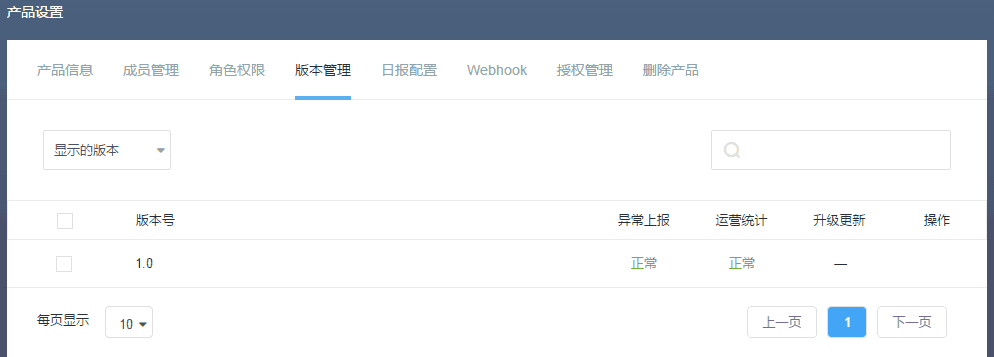 产品设置
产品信息 成员管理 角色权限 版本管理 日报配置 Webhook 授权管理 删除产品
显示的版本
版本号 异常上报 运营统计 升级更新 操作
1.0 正常 正常 —
每页显示 10 上一页 1 下一页